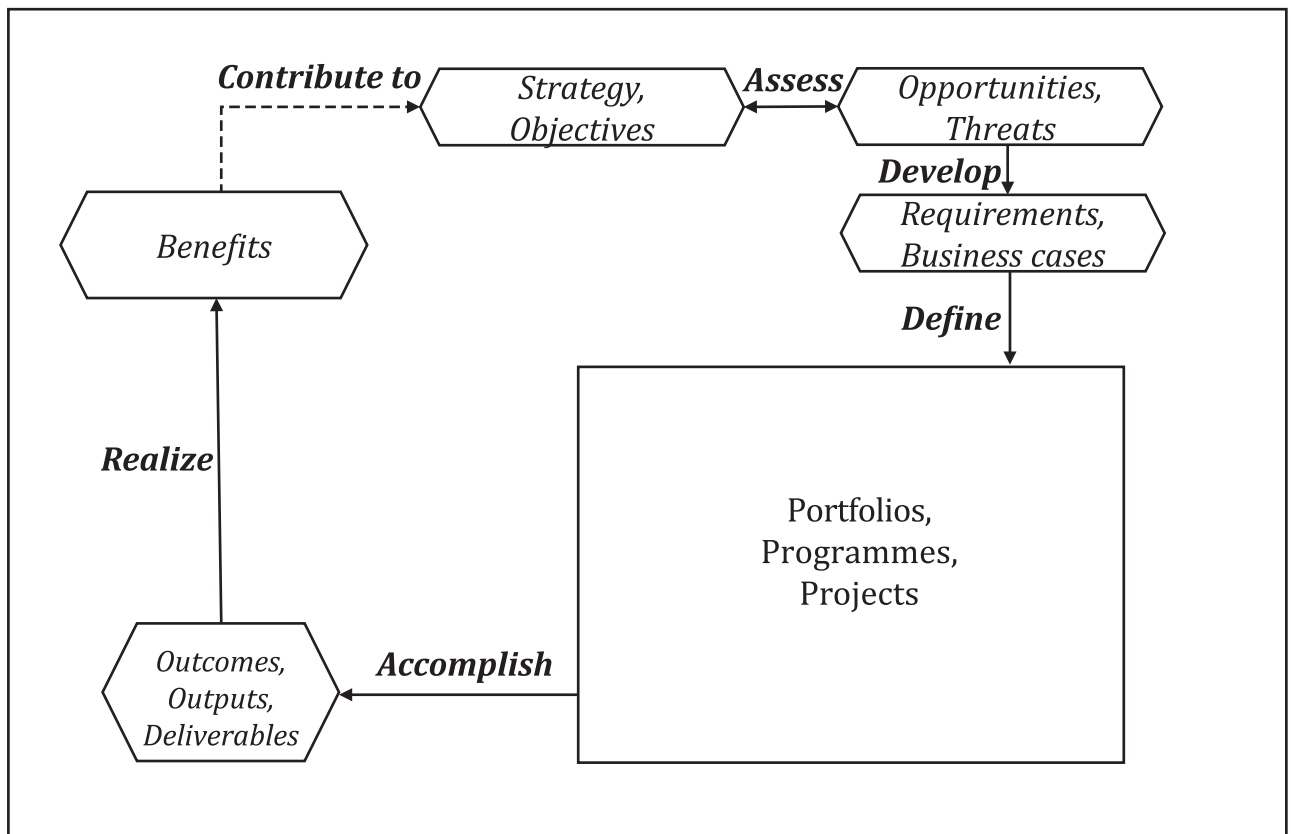 Contribute to
Strategy,
Objectives
Assess
Opportunities,
Threats
Develop
Requirements,
Business cases
Define
Benefits
Realize
Portfolios,
Programmes,
Projects
Accomplish
Outcomes,
Outputs,
Deliverables